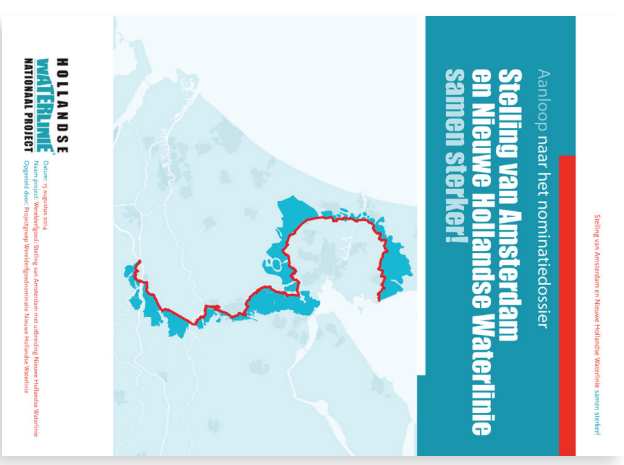 Stelling van Amsterdam en Nieuwe Hollandse Waterlinie samen sterker!
Aanloop naar het nominatiedossier
Stelling van Amsterdam
en Nieuwe Hollandse Waterlinie
samen sterker!
HOLLANDSE
WATERLINIE
NATIONAAL PROJECT
Datum: 15 augustus 2014
Naam project: Werelderfgoed: Stelling van Amsterdam met uitbreiding Nieuwe Hollandse Waterlinie
Opgesteld door: Projectgroep Werelderfgoednominatie Nieuwe Hollandse Waterlinie